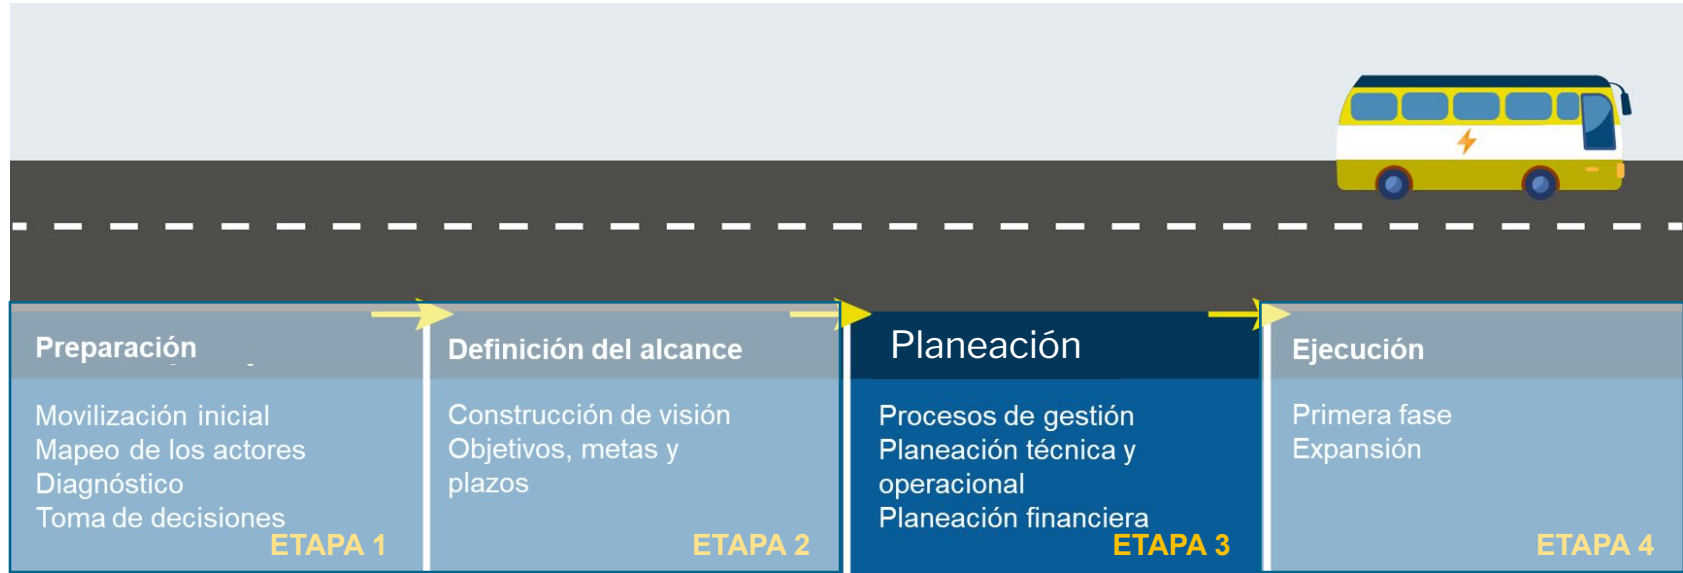 Preparación
Movilización inicial
Mapeo de los actores
Diagnóstico
Toma de decisiones
ETAPA 1
Definición del alcance
Construcción de visión
Objetivos, metas y
plazos
ETAPA 2
Planeación
Procesos de gestión
Planeación técnica y
operacional
Planeación financiera
ETAPA 3
Ejecución
Primera fase
Expansión
ETAPA 4